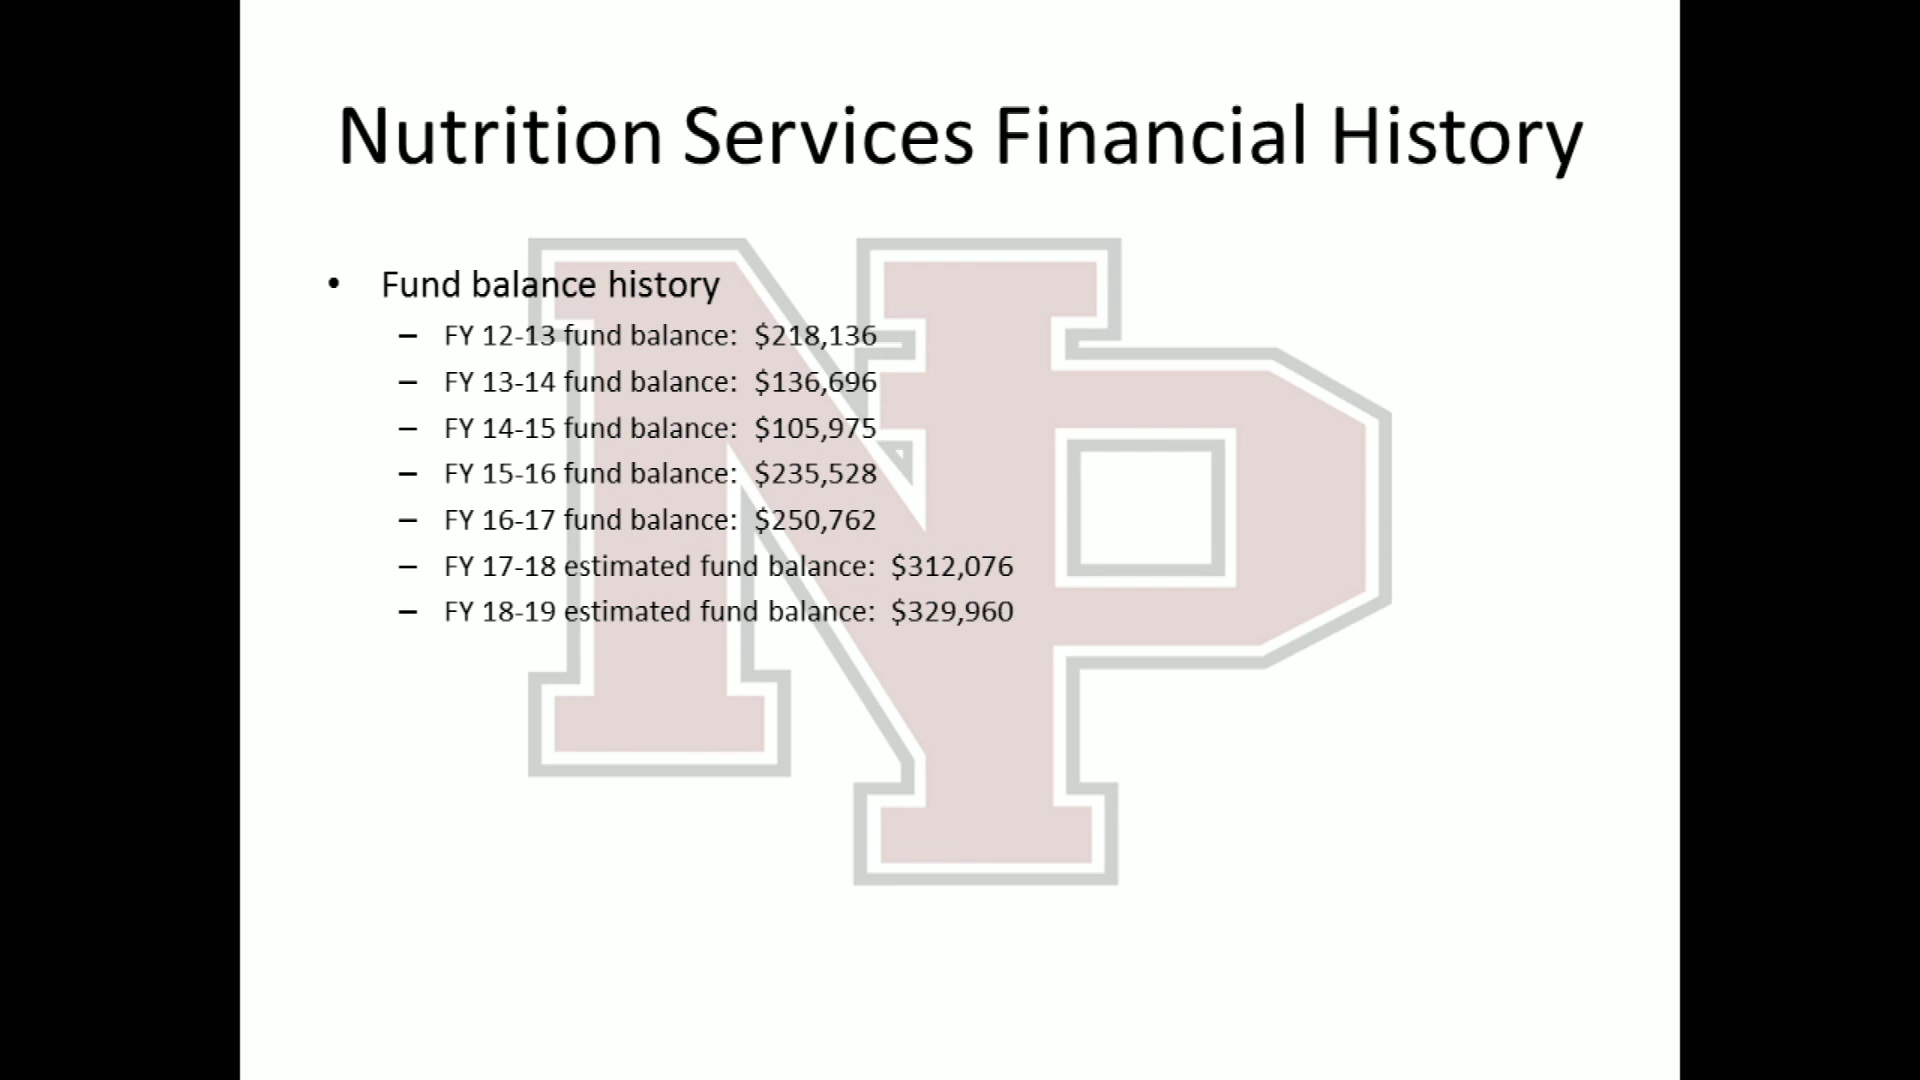 Nutrition Services Financial History
• Fund balance history
– FY 12-13 fund balance: $218,136
– FY 13-14 fund balance: $136,696
– FY 14-15 fund balance: $105,975
– FY 15-16 fund balance: $235,528
– FY 16-17 fund balance: $250,762
– FY 17-18 estimated fund balance: $312,076
– FY 18-19 estimated fund balance: $329,960
NP